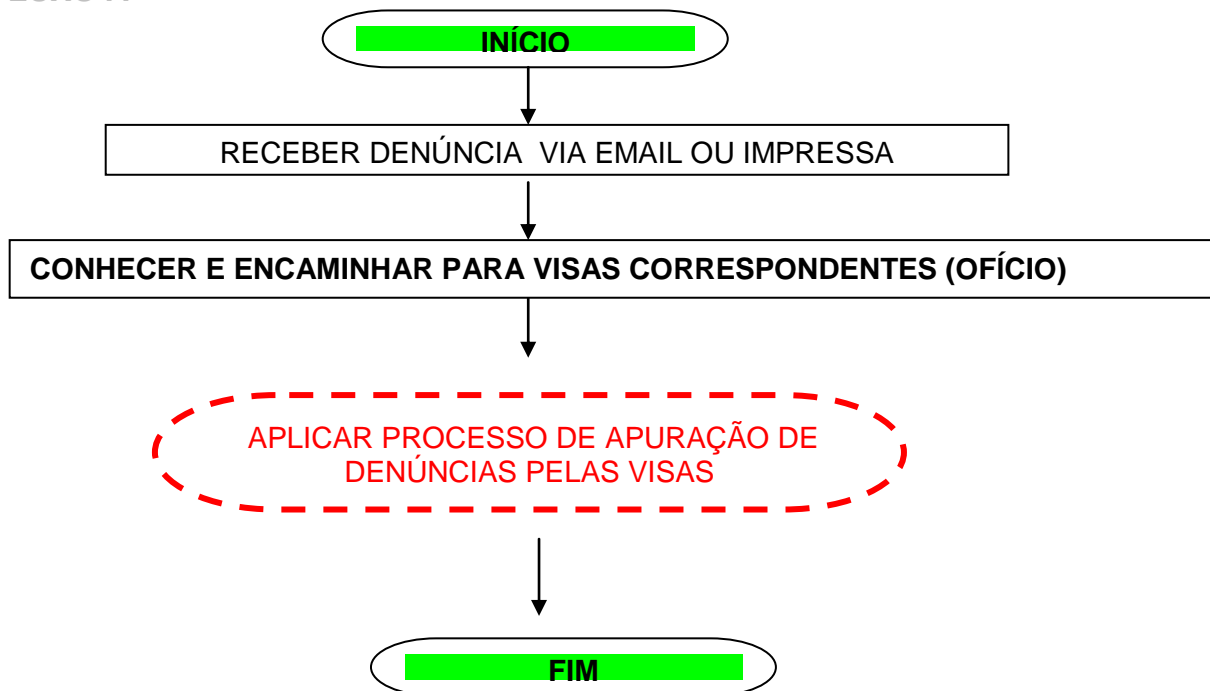 INÍCIO
RECEBER DENÚNCIA VIA EMAIL OU IMPRESSA
CONHECER E ENCAMINHAR PARA VISAS CORRESPONDENTES (OFÍCIO)
APLICAR PROCESSO DE APURAÇÃO DE
DENÚNCIAS PELAS VISAS
FIM